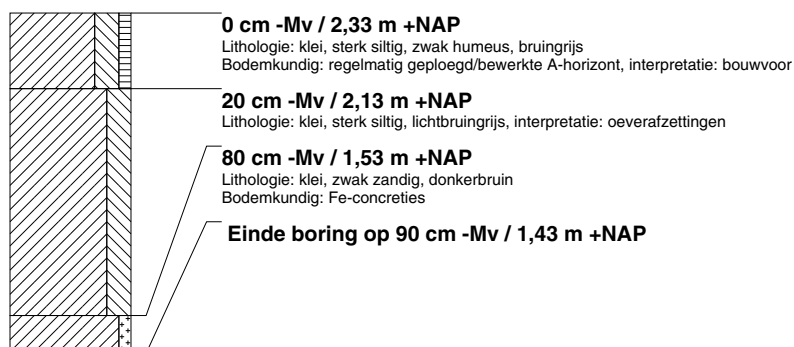 0 cm -Mv / 2,33 m +NAP
Lithologie: klei, sterk siltig, zwak humeus, bruingrijs
Bodemkundig: regelmatig geploegd/bewerkte A-horizont, interpretatie: bouwvoor
20 cm -Mv / 2,13 m +NAP
Lithologie: klei, sterk siltig, lichtbruingrijs, interpretatie: oeverafzettingen
80 cm -Mv / 1,53 m +NAP
Lithologie: klei, zwak zandig, donkerbruin
Bodemkundig: Fe-concreties
Einde boring op 90 cm -Mv / 1,43 m +NAP